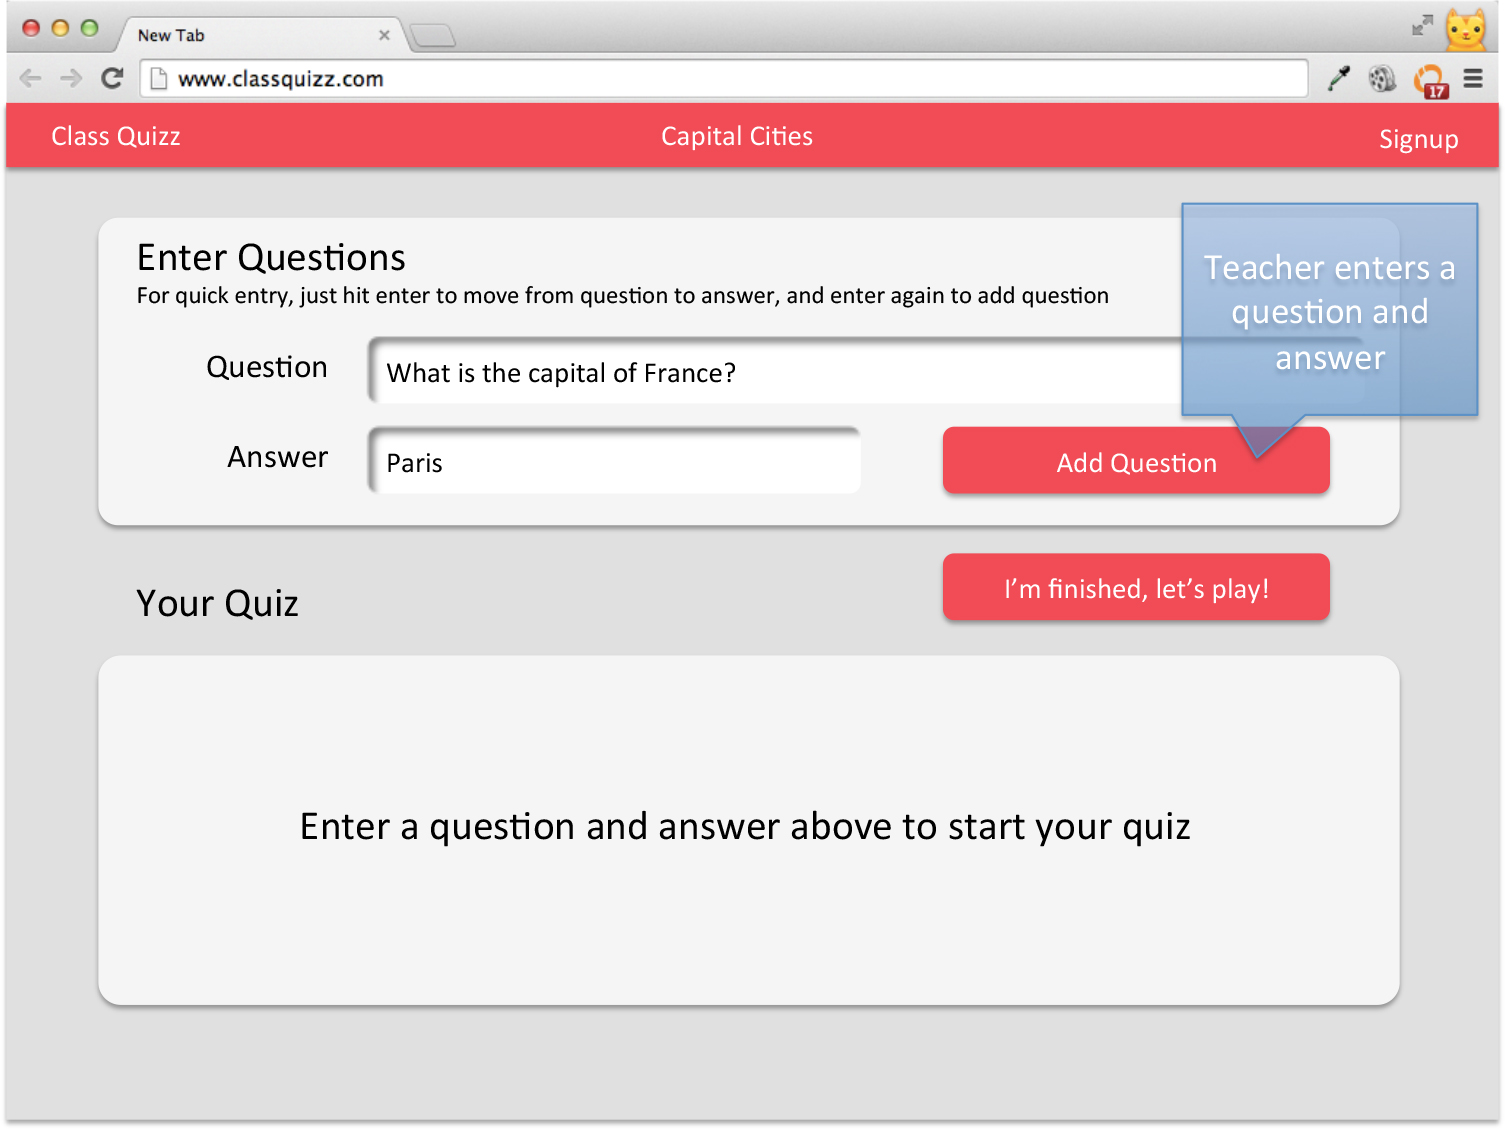 New Tab
www.classquizz.com
17
Class Quizz
Capital Cities
Signup
Enter Questions
For quick entry, just hit enter to move from question to answer, and enter again to add question
Teacher enters a
question and
answer
Question
What is the capital of France?
Answer
Paris
Add Question
I'm finished, let's play!
Your Quiz
Enter a question and answer above to start your quiz